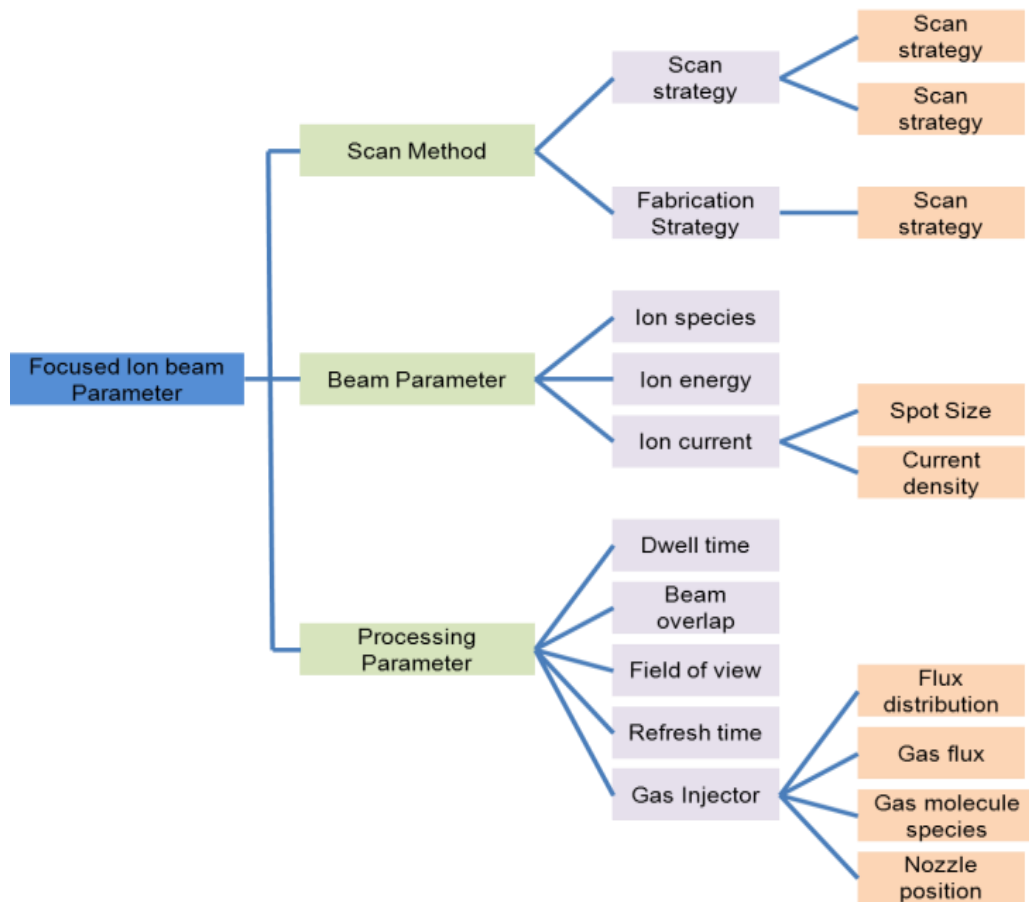 Scan
strategy
Scan
strategy
Scan
strategy
Scan Method
Fabrication
Strategy
Scan
strategy
Ion species
Focused Ion beam
Parameter
Beam Parameter
Ion energy
Spot Size
Ion current
Current
density
Dwell time
Beam
overlap
Processing
Parameter
Field of view
Flux
distribution
Refresh time
Gas flux
Gas Injector
Gas molecule
species
Nozzle
position